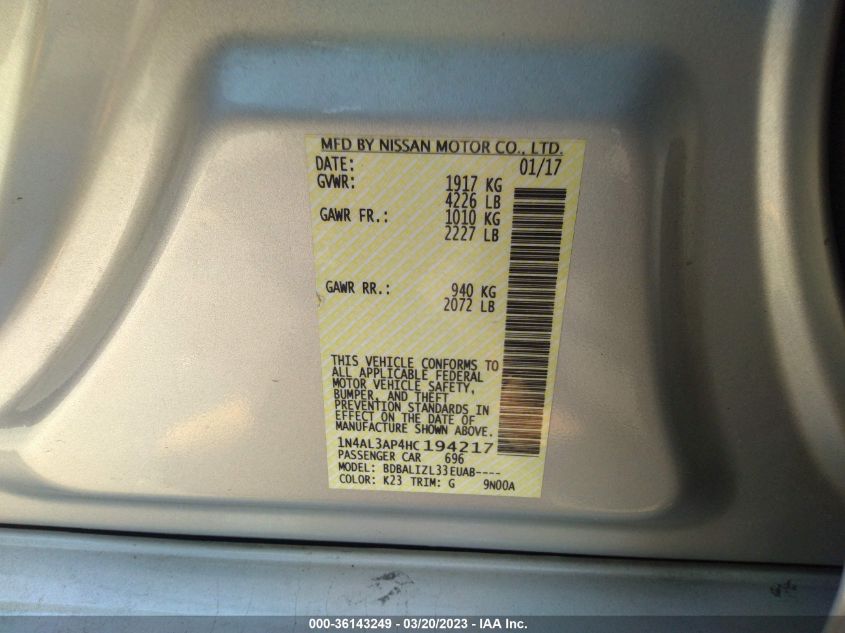 MFD BY NISSAN MOTOR CO., LTD.
DATE: 01/17
GVWR: 1917 KG
4226 LB
GAWR FR.: 1010 KG
2227 LB
GAWR RR.: 940 KG
2072 LB
THIS VEHICLE CONFORMS TO
ALL APPLICABLE FEDERAL
MOTOR VEHICLE SAFETY,
BUMPER, AND THEFT
PREVENTION STANDARDS IN
EFFECT ON THE DATE OF
MANUFACTURE SHOWN ABOVE.
1N4AL3AP4HC194217
PASSENGER CAR 696
MODEL: BDBALIZL33EUAB----
COLOR: K23 TRIM: G 9N00A
000-36143249 - 03/20/2023 - IAA Inc.